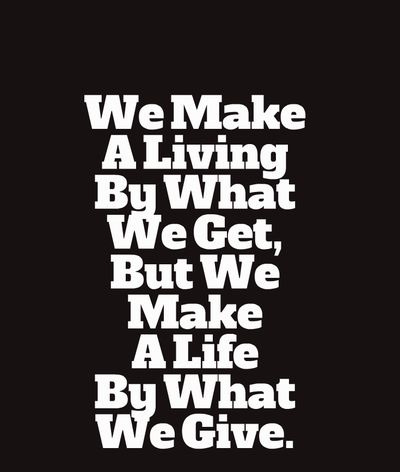 We Make
A Living
By What
We Get,
But We
Make
A Life
By What
We Give.